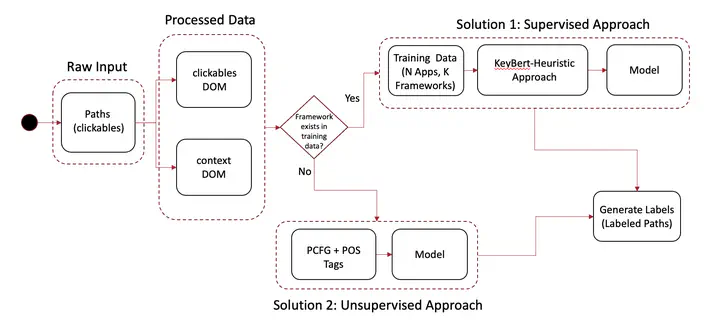 Processed Data
Solution 1: Supervised Approach
Raw Input
Paths
(clickables)
clickables
DOM
context
DOM
Framework
exists in
training
data?
Yes
No
Training Data
(N Apps, K
Frameworks)
KeyBert-Heuristic
Approach
Model
PCFG + POS
Tags
Model
Generate Labels
(Labeled Paths)
Solution 2: Unsupervised Approach